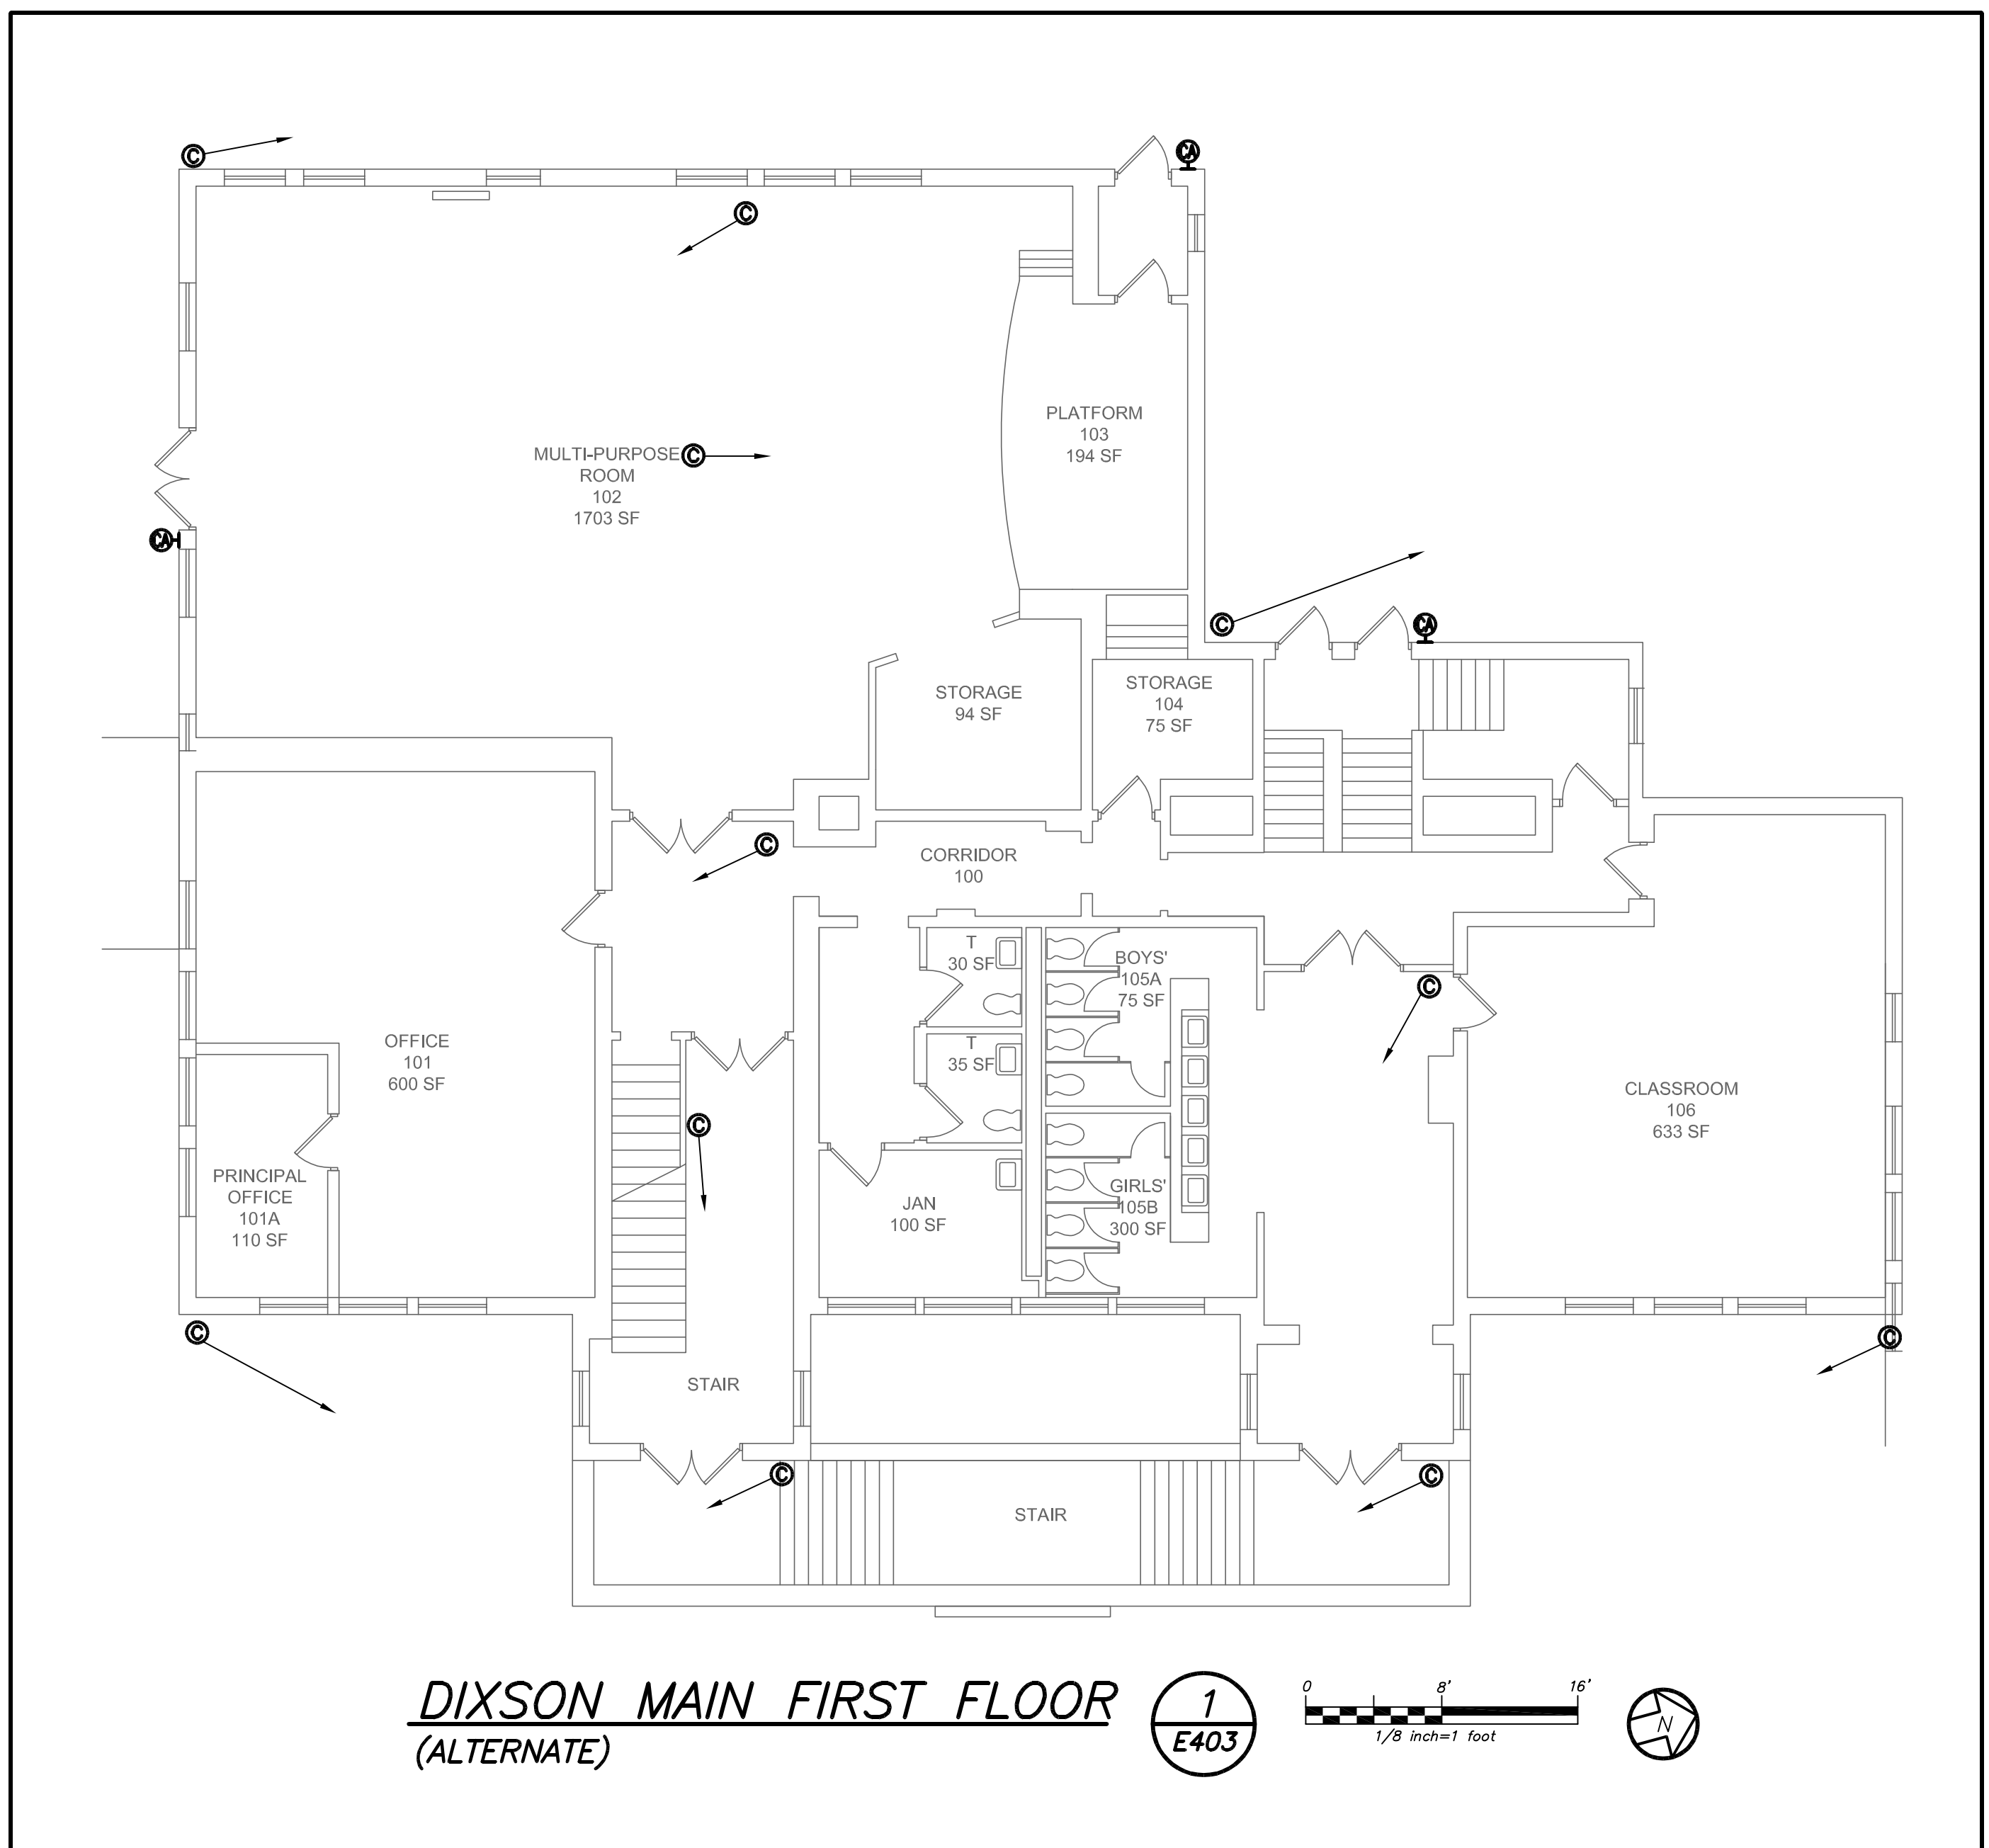 C
CA
C
PLATFORM
103
194 SF
MULTI-PURPOSE
ROOM
102
1703 SF
C
CA
C
CA
STORAGE
94 SF
STORAGE
104
75 SF
C
CORRIDOR
100
T
30 SF
BOYS'
105A
75 SF
C
OFFICE
101
600 SF
T
35 SF
CLASSROOM
106
633 SF
C
PRINCIPAL
OFFICE
101A
110 SF
JAN
100 SF
GIRLS'
105B
300 SF
C
C
STAIR
C
C
STAIR
DIXSON MAIN FIRST FLOOR
(ALTERNATE)
1
E403
0 8' 16'
1/8 inch=1 foot
N